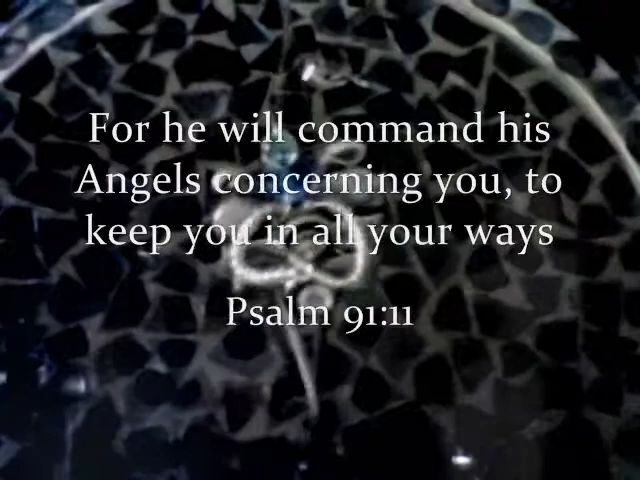 For he will command his
Angels concerning you, to
keep you in all your ways
Psalm 91:11